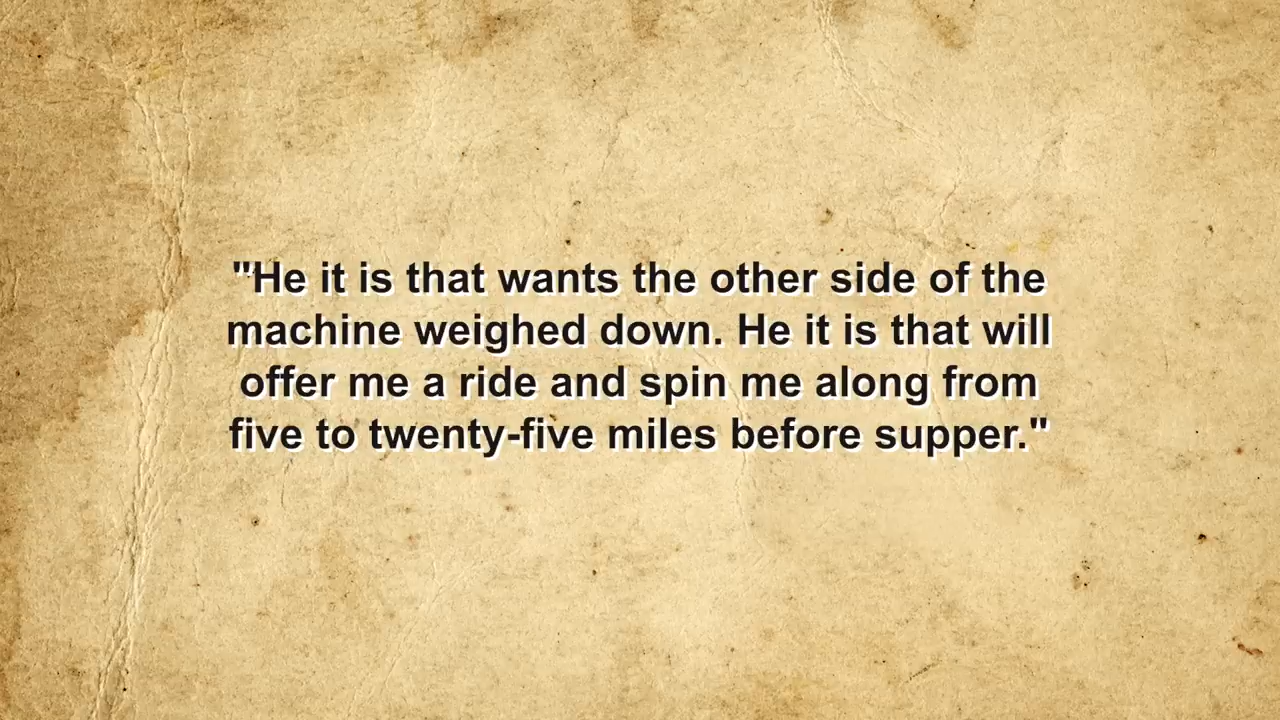 "He it is that wants the other side of the
machine weighed down. He it is that will
offer me a ride and spin me along from
five to twenty-five miles before supper."